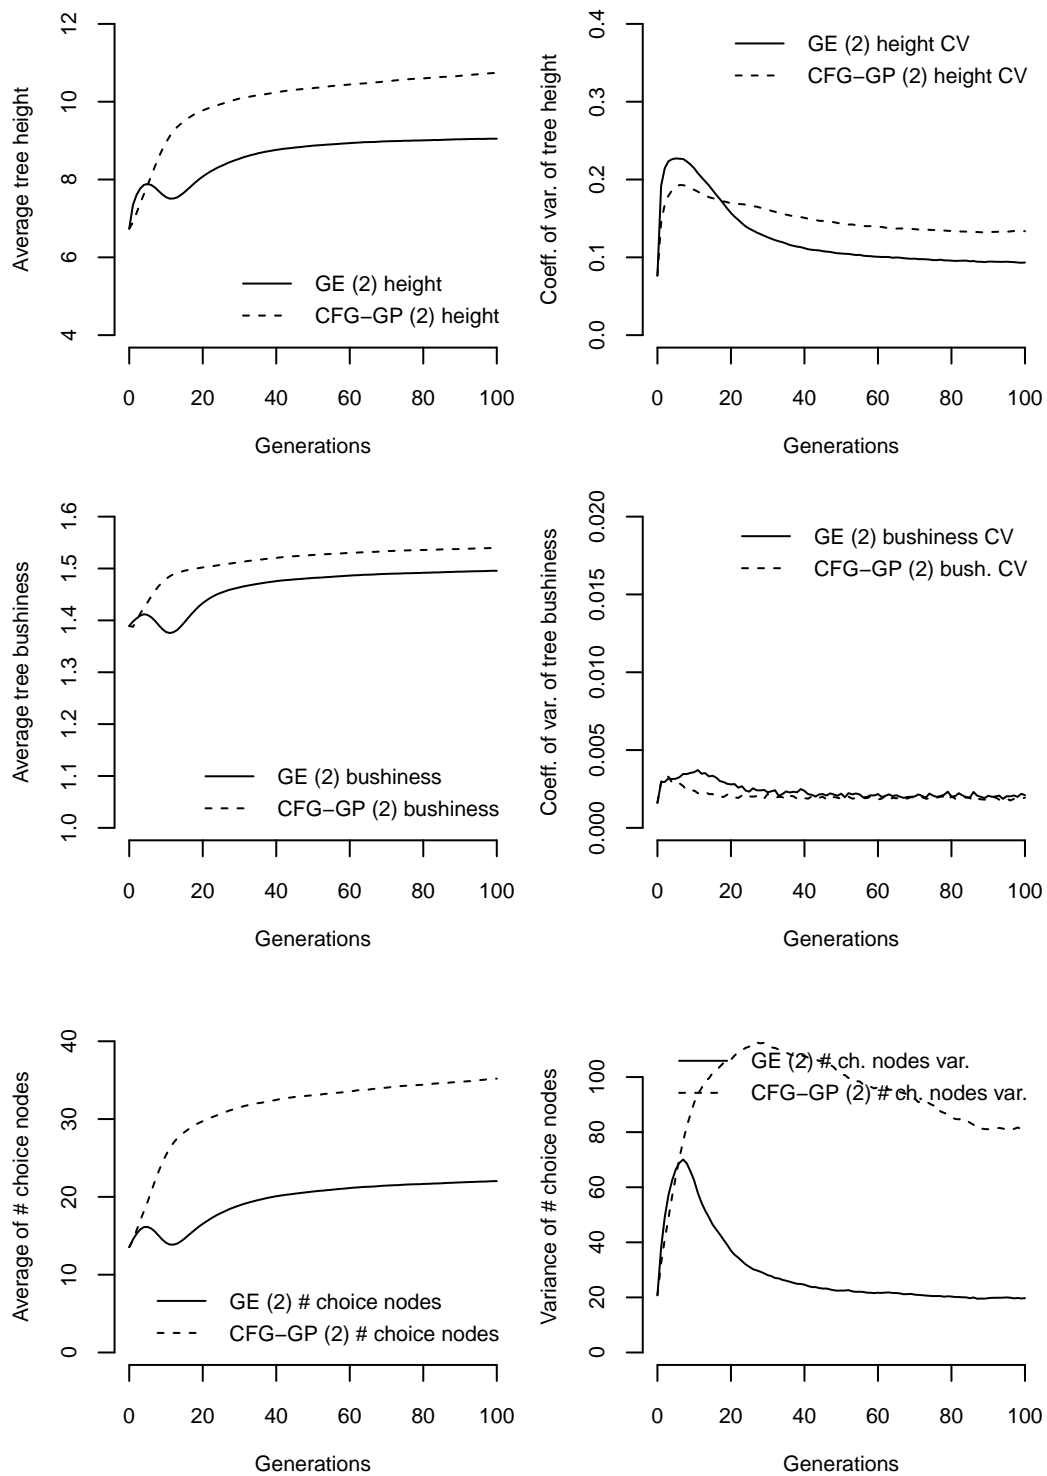 Average tree height
4
6
8
10
12
GE (2) height
CFG−GP (2) height
0 20 40 60 80 100
Generations
Coeff. of var. of tree height
0.0
0.1
0.2
0.3
0.4
GE (2) height CV
CFG−GP (2) height CV
0 20 40 60 80 100
Generations
Average tree bushiness
1.0
1.1
1.2
1.3
1.4
1.5
1.6
GE (2) bushiness
CFG−GP (2) bushiness
0 20 40 60 80 100
Generations
Coeff. of var. of tree bushiness
0.000
0.005
0.010
0.015
0.020
GE (2) bushiness CV
CFG−GP (2) bush. CV
0 20 40 60 80 100
Generations
Average of # choice nodes
0
10
20
30
40
GE (2) # choice nodes
CFG−GP (2) # choice nodes
0 20 40 60 80 100
Generations
Variance of # choice nodes
0
20
40
60
80
100
GE (2) # ch. nodes var.
CFG−GP (2) # ch. nodes var.
0 20 40 60 80 100
Generations